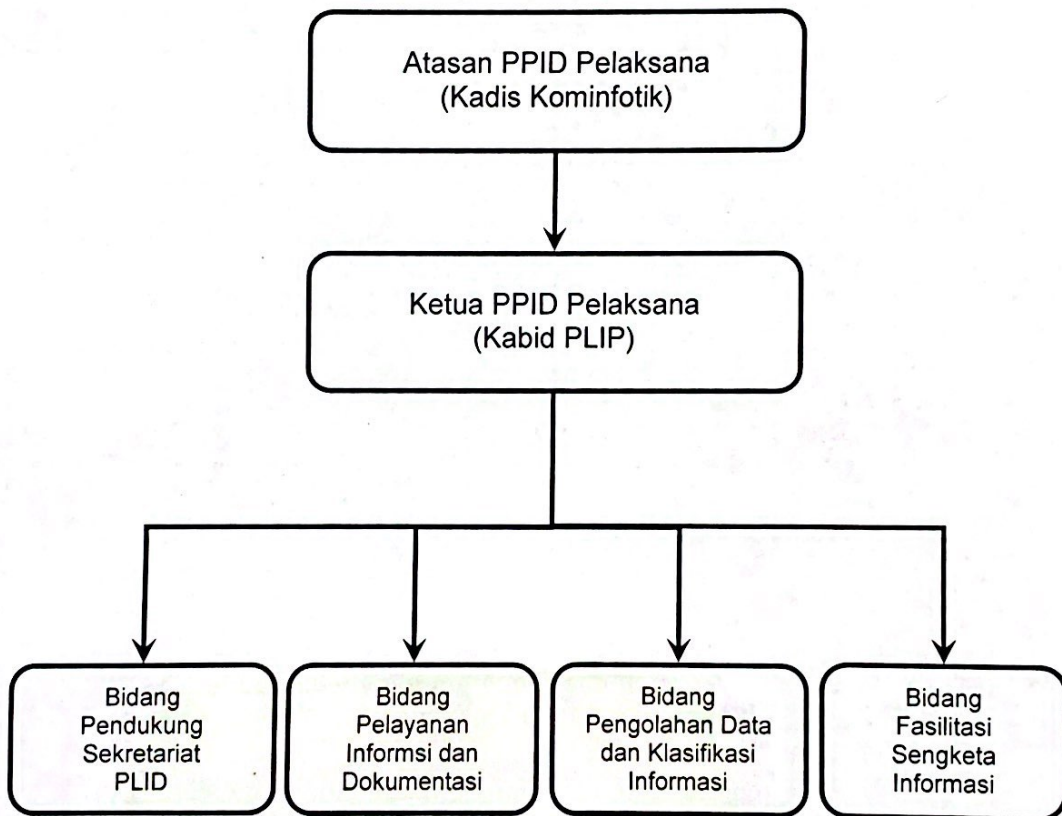 Atasan PPID Pelaksana
(Kadis Kominfotik)
Ketua PPID Pelaksana
(Kabid PLIP)
Bidang
Pendukung
Sekretariat
PLID
Bidang
Pelayanan
Informsi dan
Dokumentasi
Bidang
Pengolahan Data
dan Klasifikasi
Informasi
Bidang
Fasilitasi
Sengketa
Informasi